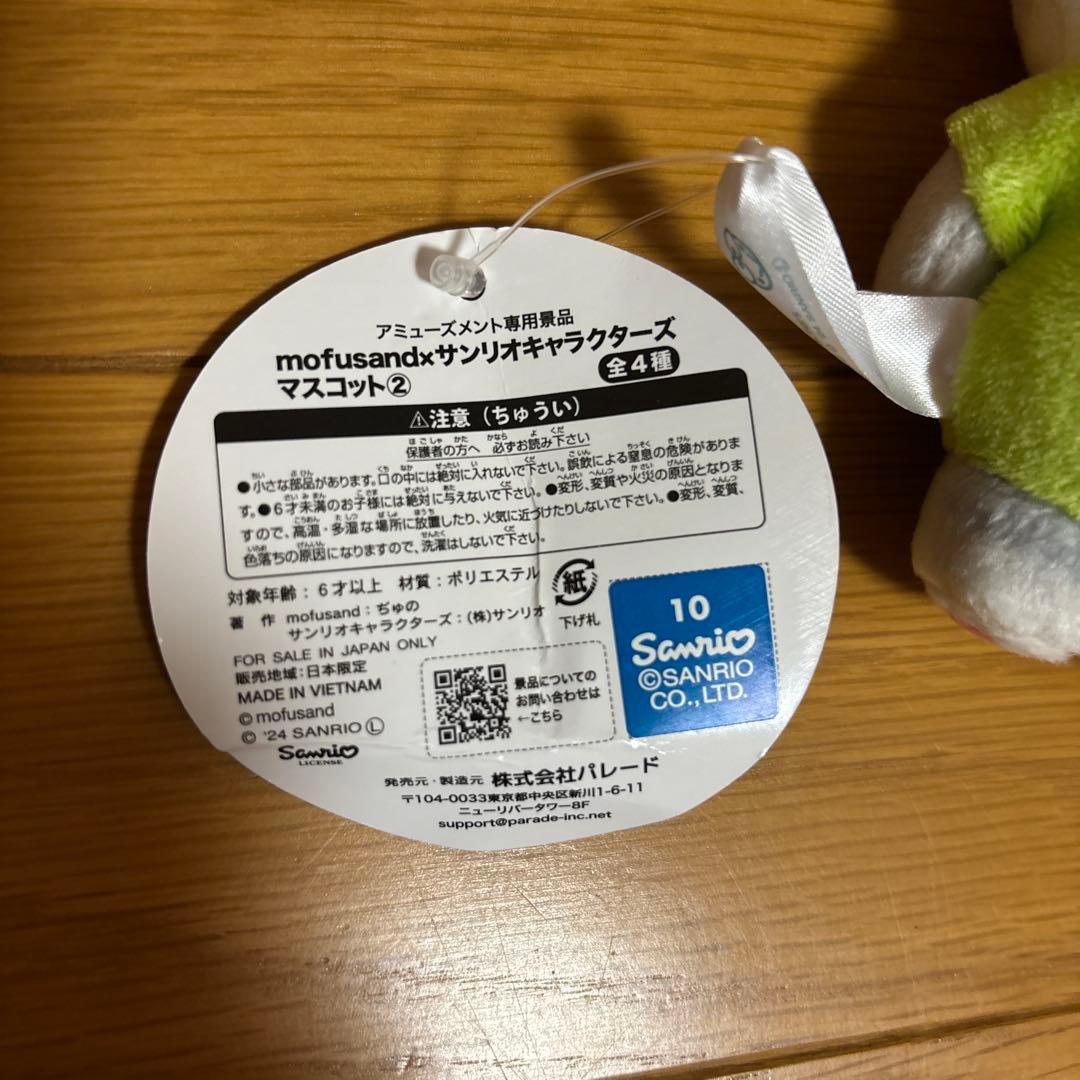 アミューズメント専用景品
mofusand×サンリオキャラクターズ
マスコット② 全4種
⚠注意（ちゅうい）
保護者の方へ 必ずお読み下さい
●小さな部品があります。口の中には絶対に入れないで下さい。誤飲による窒息の危険がありま
す。●6才未満のお子様には絶対に与えないで下さい。●変形、変質や火災の原因となりま
すので、高温・多湿な場所に放置したり、火気に近づけたりしないで下さい。●変形、変質、
色落ちの原因になりますので、洗濯はしないで下さい。
対象年齢：6才以上 材質：ポリエステル
著 作 mofusand：ぢゅの
サンリオキャラクターズ：(株)サンリオ
紙
下げ札
FOR SALE IN JAPAN ONLY
販売地域：日本限定
MADE IN VIETNAM
© mofusand
© '24 SANRIO Ⓛ
Sanrio
LICENSE
景品についての
お問い合わせは
←こちら
10
Sanrio
©SANRIO
CO., LTD.
発売元・製造元 株式会社パレード
〒104-0033東京都中央区新川1-6-11
ニューリバータワー8F
support@parade-inc.net